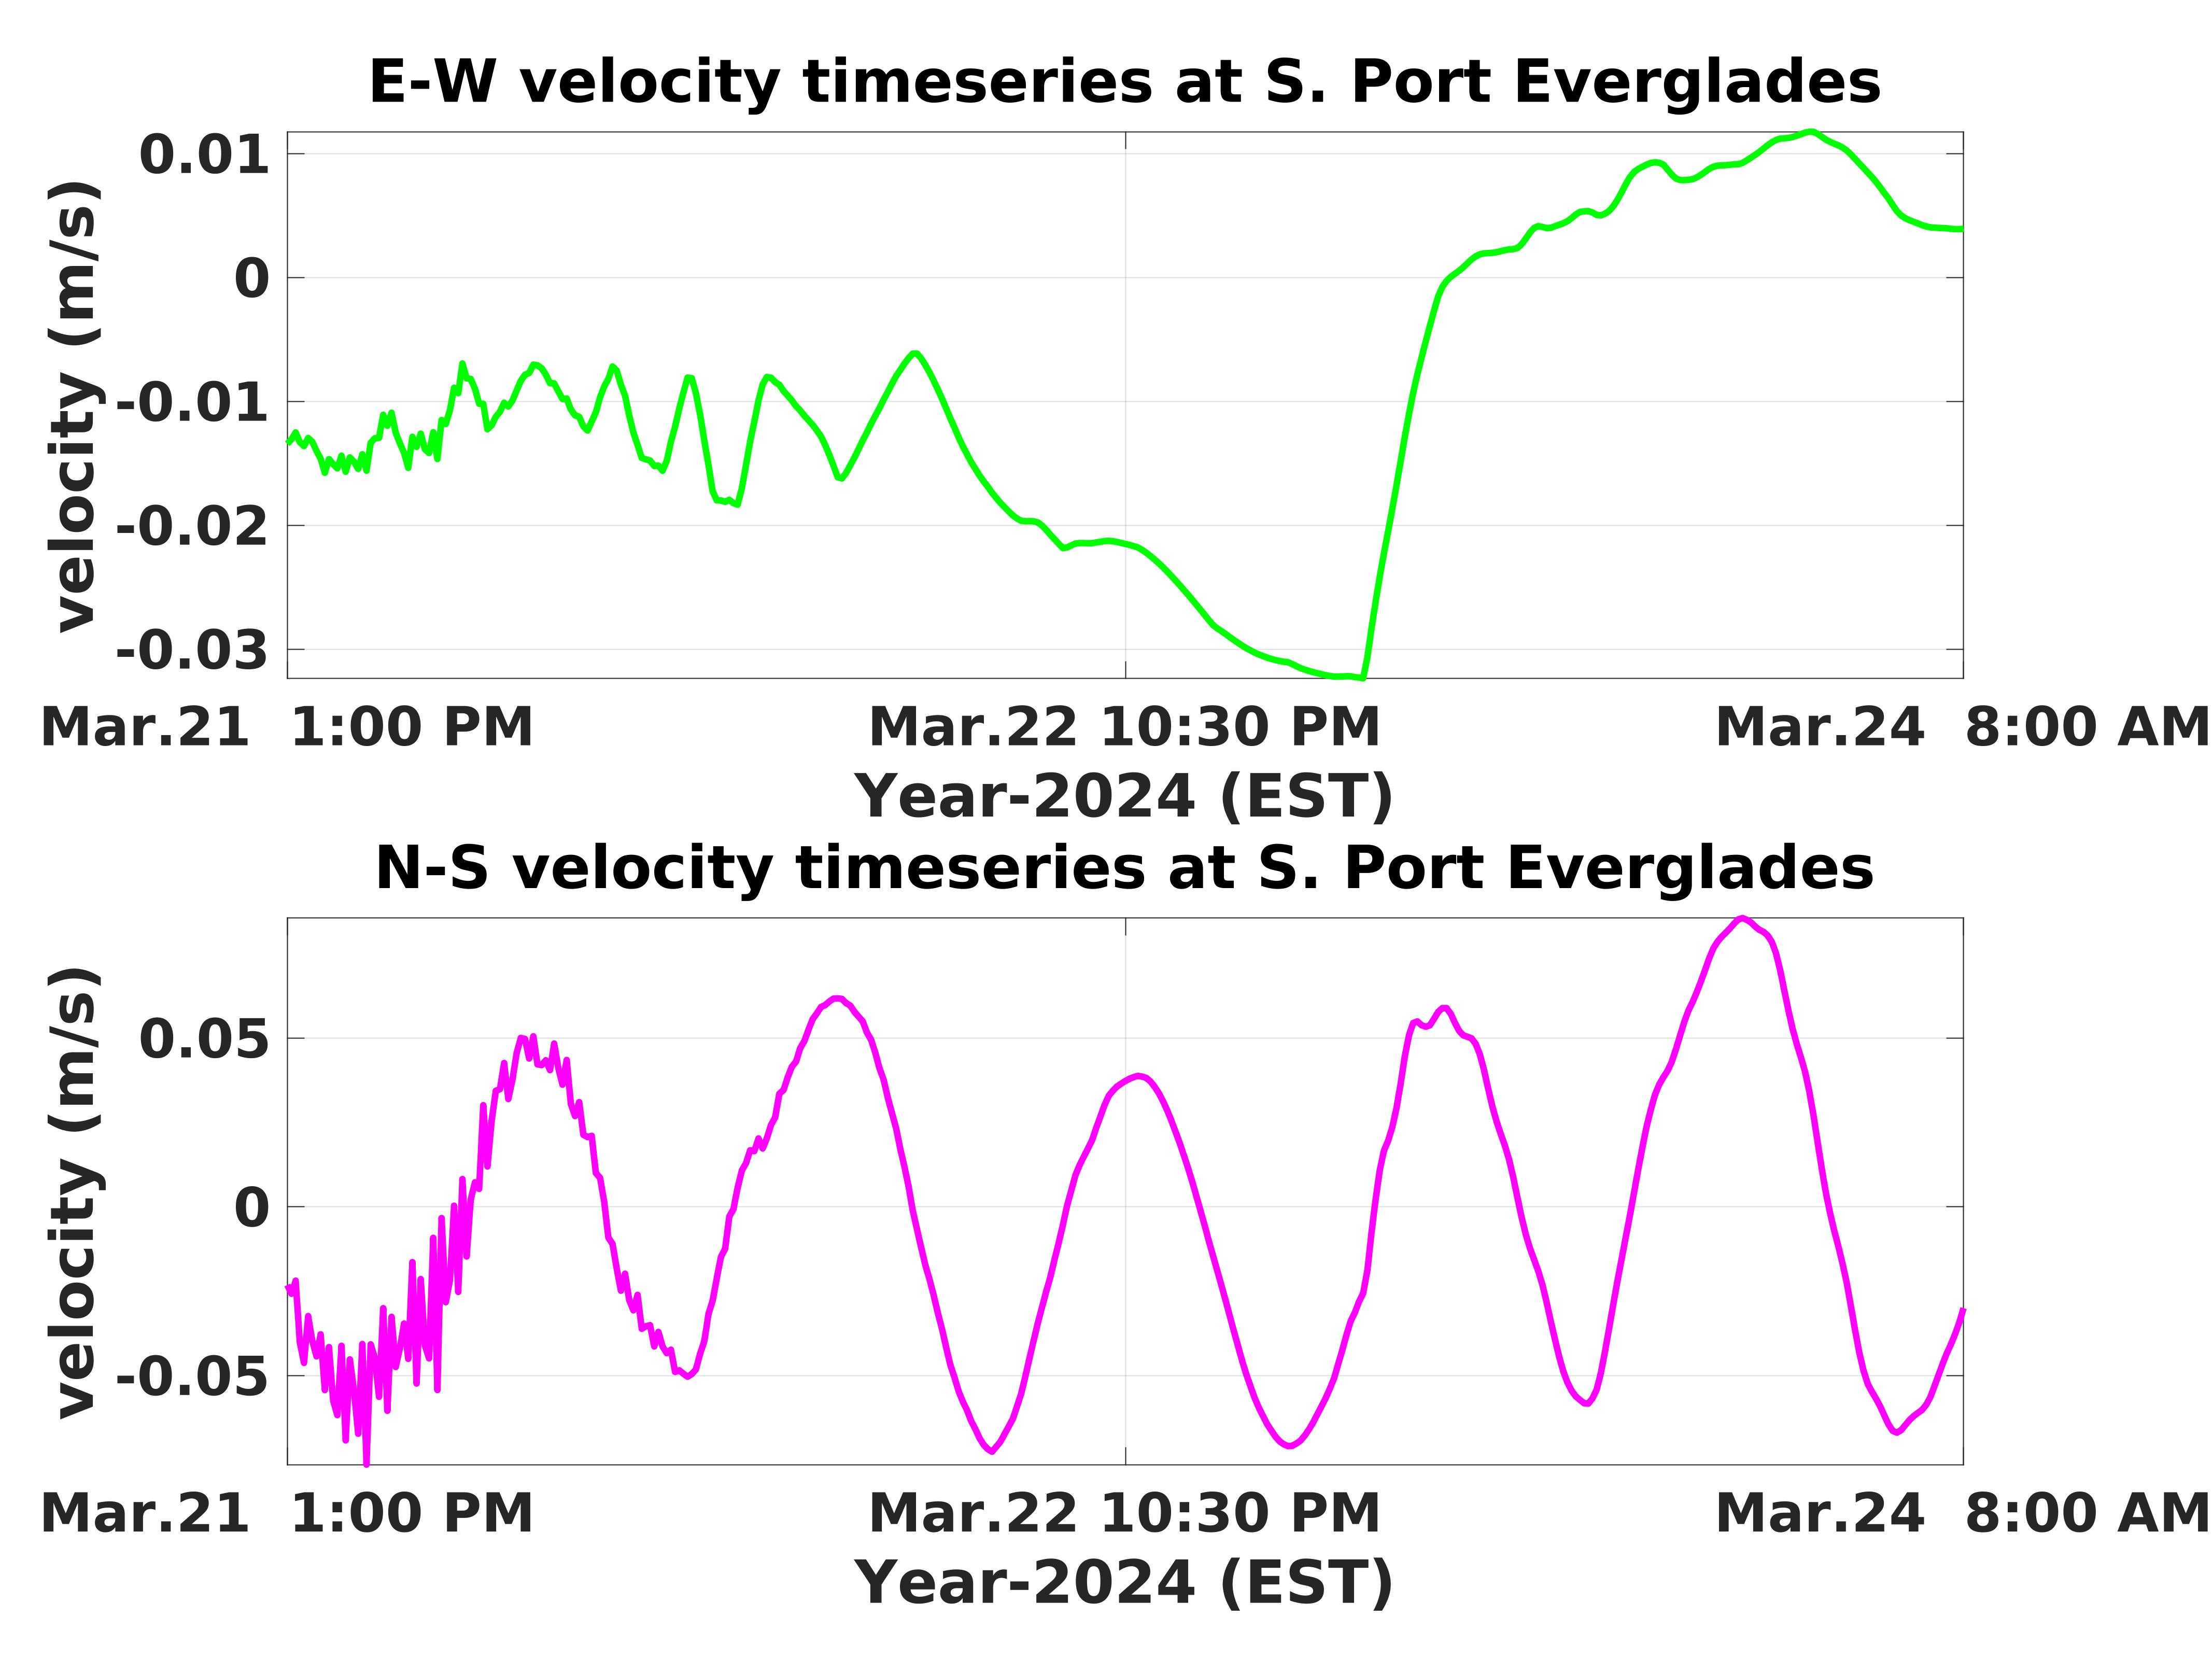 E-W velocity timeseries at S. Port Everglades
velocity (m/s)
0.01
0
-0.01
-0.02
-0.03
Mar.21  1:00 PM
Mar.22 10:30 PM
Mar.24  8:00 AM
Year-2024 (EST)
N-S velocity timeseries at S. Port Everglades
velocity (m/s)
0.05
0
-0.05
Mar.21  1:00 PM
Mar.22 10:30 PM
Mar.24  8:00 AM
Year-2024 (EST)